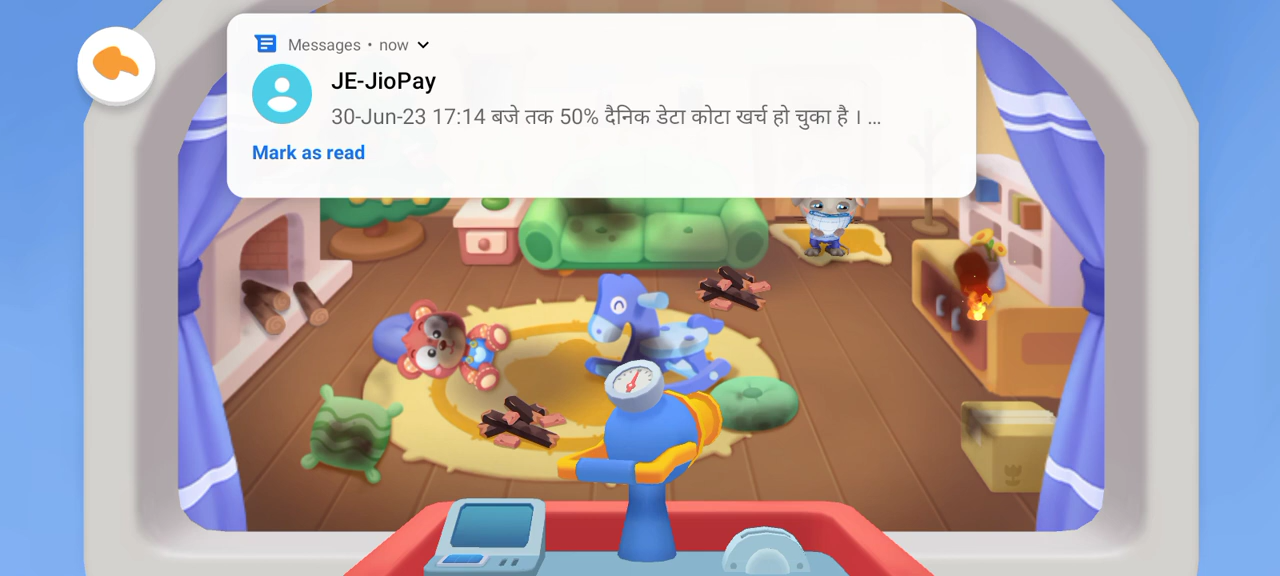 Messages • now
JE-JioPay
30-Jun-23 17:14 बजे तक 50% दैनिक डेटा कोटा खर्च हो चुका है । ...
Mark as read